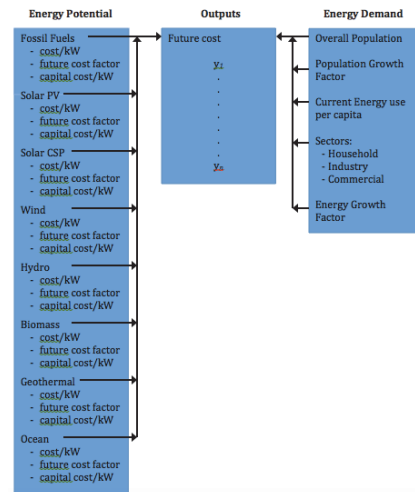 Energy Potential
Fossil Fuels
- cost/kW
- future cost factor
- capital cost/kW
Solar PV
- cost/kW
- future cost factor
- capital cost/kW
Solar CSP
- cost/kW
- future cost factor
- capital cost/kW
Wind
- cost/kW
- future cost factor
- capital cost/kW
Hydro
- cost/kW
- future cost factor
- capital cost/kW
Biomass
- cost/kW
- future cost factor
- capital cost/kW
Geothermal
- cost/kW
- future cost factor
- capital cost/kW
Ocean
- cost/kW
- future cost factor
- capital cost/kW
Outputs
Future cost
.
.
.
.
.
.
Energy Demand
Overall Population
Population Growth
Factor
Current Energy use
per capita
Sectors:
- Household
- Industry
- Commercial
Energy Growth
Factor